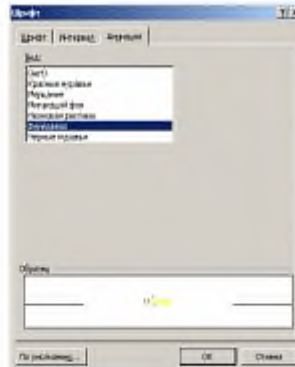 Шрифт
Шрифт Интервал Анимация
Вид:
(нет)
Красные муравьи
Мерцание
Мигающий фон
Неоновая реклама
Фейерверк
Черные муравьи
Образец
По умолчанию... ОК Отмена